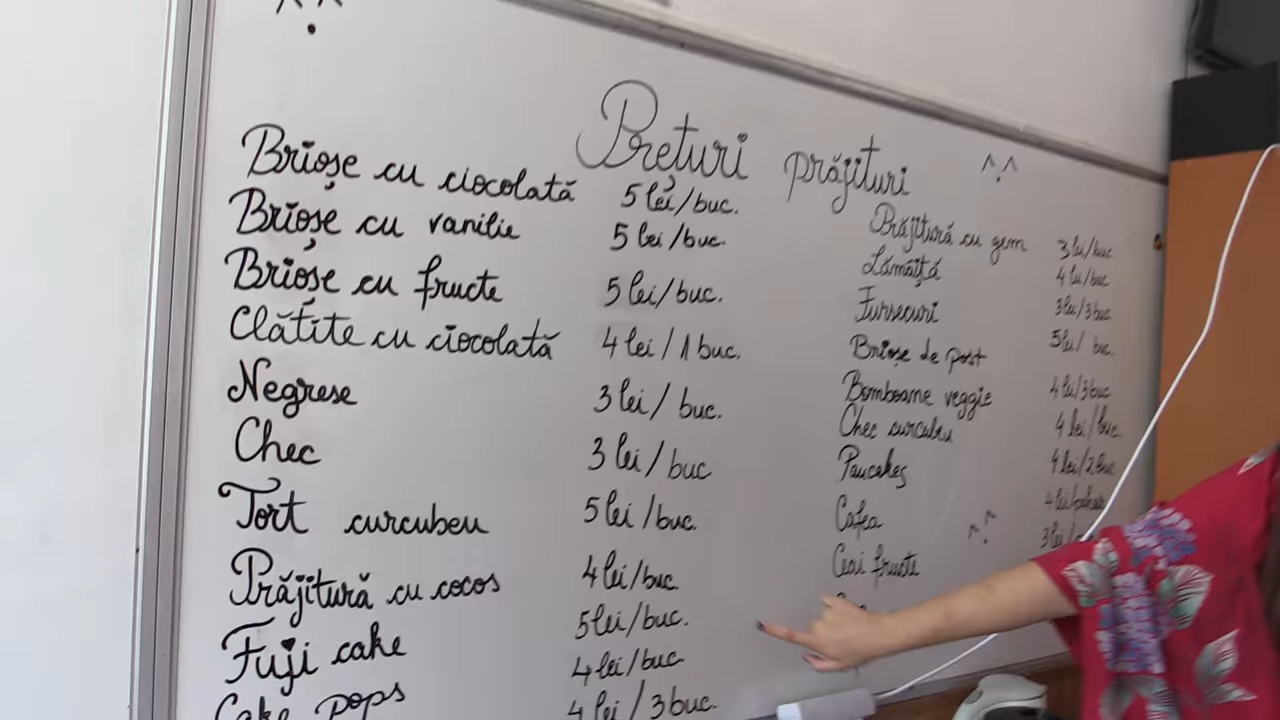 Prețuri prăjituri
Brioșe cu ciocolată 5 lei/buc.
Brioșe cu vanilie 5 lei/buc.
Brioșe cu fructe 5 lei/buc.
Clătite cu ciocolată 4 lei/1 buc.
Negrese 3 lei/buc.
Chec 3 lei/buc
Tort curcubeu 5 lei/buc.
Prăjitură cu cocos 4 lei/buc.
Fuji cake 5 lei/buc.
4 lei/buc.
Cake pops 4 lei/3 buc.
Prăjitură cu gem 3 lei/buc.
Lămâiță 4 lei/buc
Fursecuri 3 lei/3 buc.
Brioșe de post 5 lei/buc.
Bomboane veggie 4 lei/3 buc
Chec curcubeu 4 lei/buc.
Pancakes 4 lei/2 buc
Cafea 4 lei/pahar
Ceai fructe 3 lei